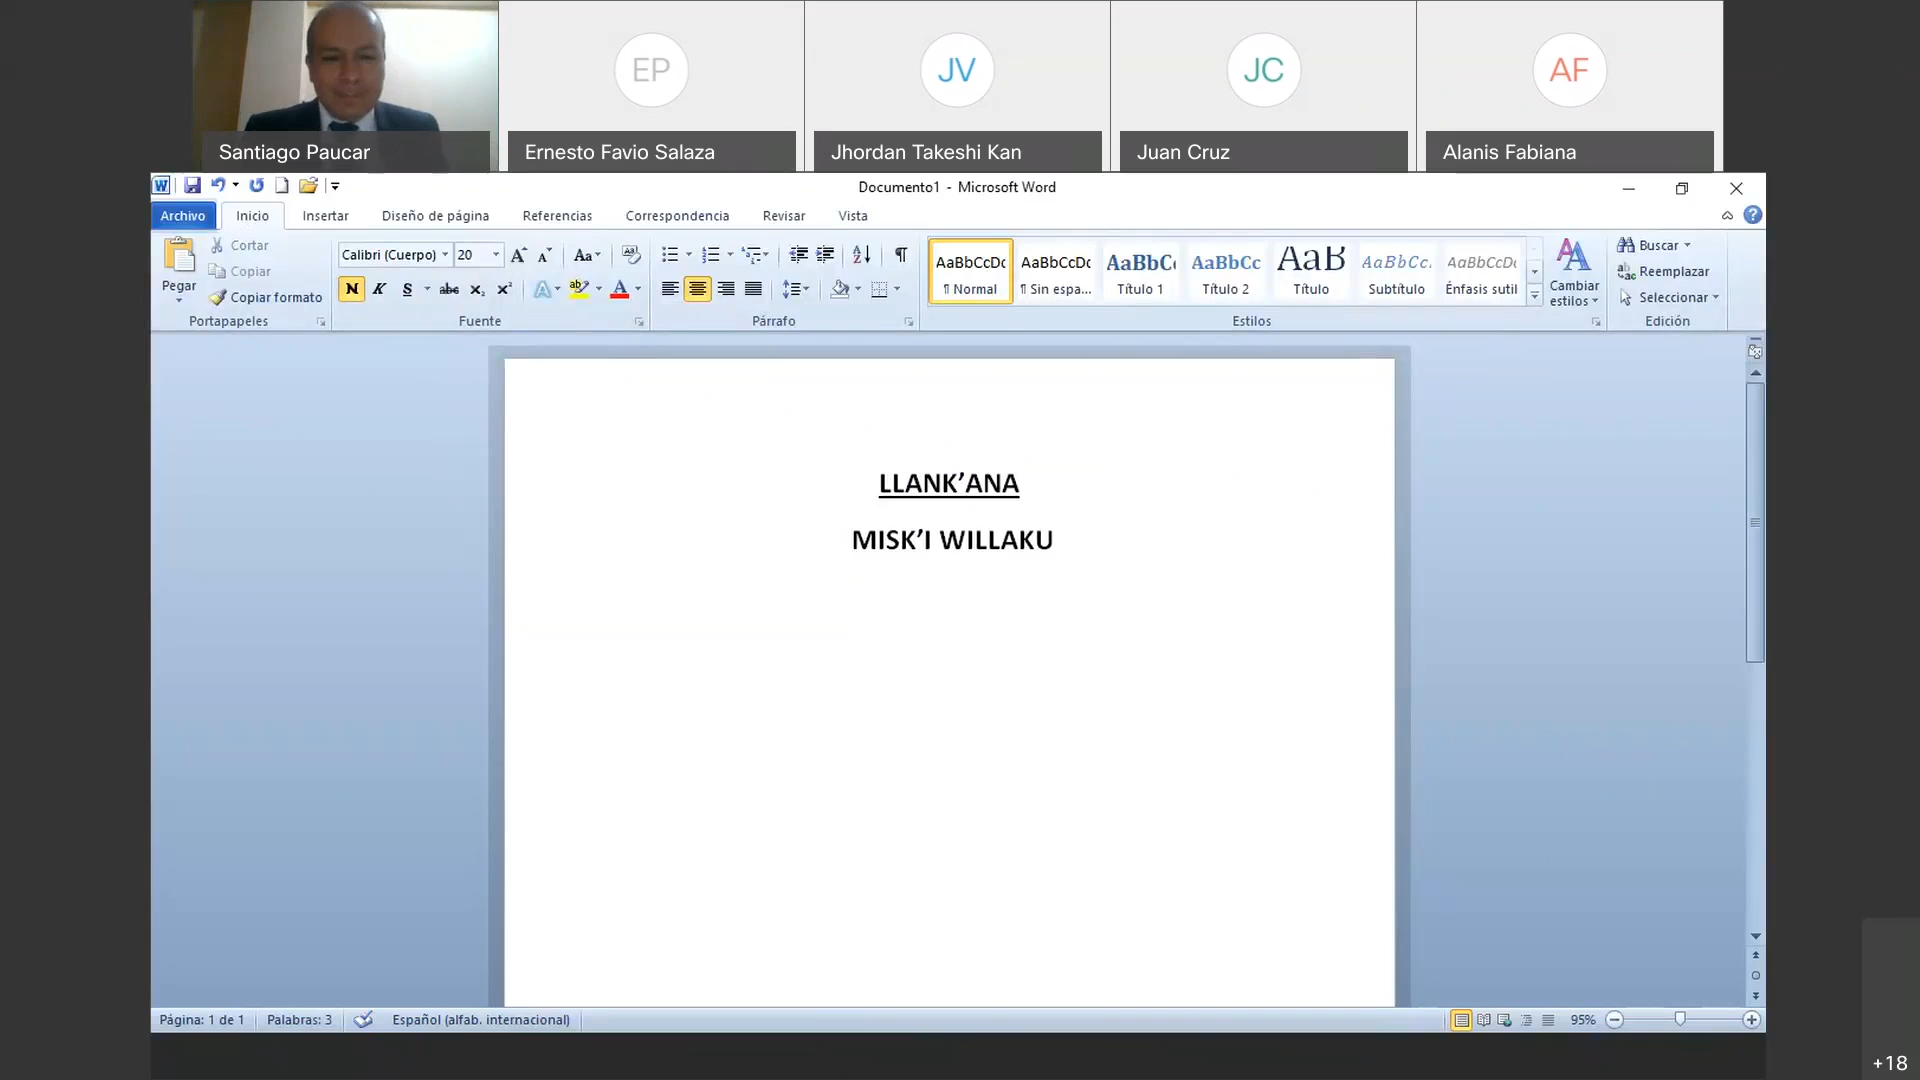 EP
JV
JC
AF
Santiago Paucar
Ernesto Favio Salaza
Jhordan Takeshi Kan
Juan Cruz
Alanis Fabiana
Documento1 - Microsoft Word
Archivo Inicio Insertar Diseño de página Referencias Correspondencia Revisar Vista
Pegar
Cortar
Copiar
Copiar formato
Portapapeles
Calibri (Cuerpo) 20
Aa
N K S abc x₂ x²
A
Fuente
Párrafo
AaBbCcDc AaBbCcDc AaBbC AaBbCc AaB AaBbCc. AaBbCcDc
¶ Normal ¶ Sin espa... Título 1 Título 2 Título Subtítulo Énfasis sutil
Cambiar
estilos
Estilos
Buscar
Reemplazar
Seleccionar
Edición
LLANK’ANA
MISK’I WILLAKU
Página: 1 de 1 Palabras: 3 Español (alfab. internacional) 95%
+18